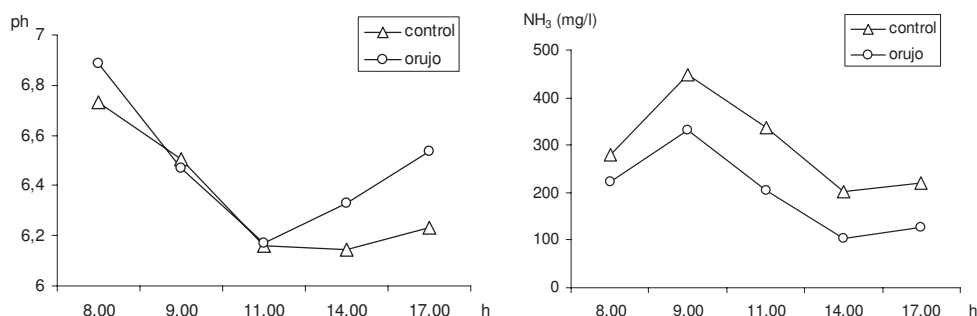 ph
control
orujo
7
6,8
6,6
6,4
6,2
6
8.00 9.00 11.00 14.00 17.00 h
NH₃ (mg/l)
control
orujo
500
400
300
200
100
0
8.00 9.00 11.00 14.00 17.00 h